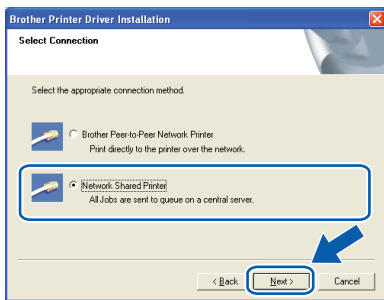 Brother Printer Driver Installation
Select Connection
Select the appropriate connection method.
Brother Peer-to-Peer Network Printer
Print directly to the printer over the network.
Network Shared Printer
All Jobs are sent to queue on a central server.
< Back Next > Cancel